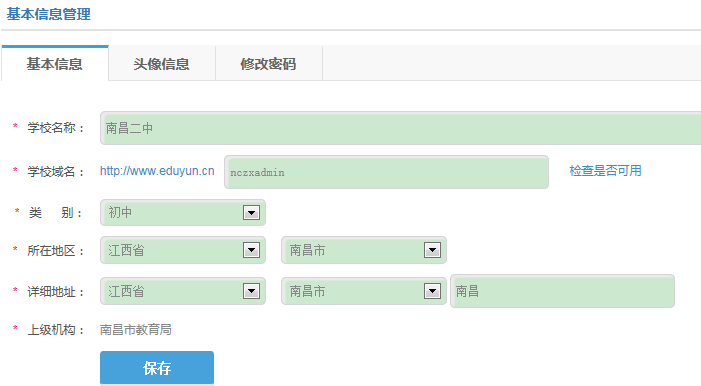 基本信息管理
基本信息 头像信息 修改密码
* 学校名称： 南昌二中
* 学校域名： http://www.eduyun.cn nczxadmin 检查是否可用
* 类 别： 初中
* 所在地区： 江西省 南昌市
* 详细地址： 江西省 南昌市 南昌
* 上级机构： 南昌市教育局
保存